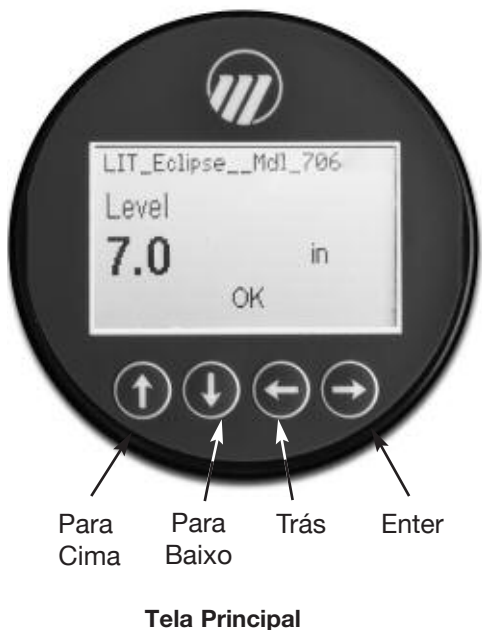 LIT_Eclipse__Mdl_706
Level
7.0 in
OK
Para Para Trás Enter
Cima Baixo
Tela Principal